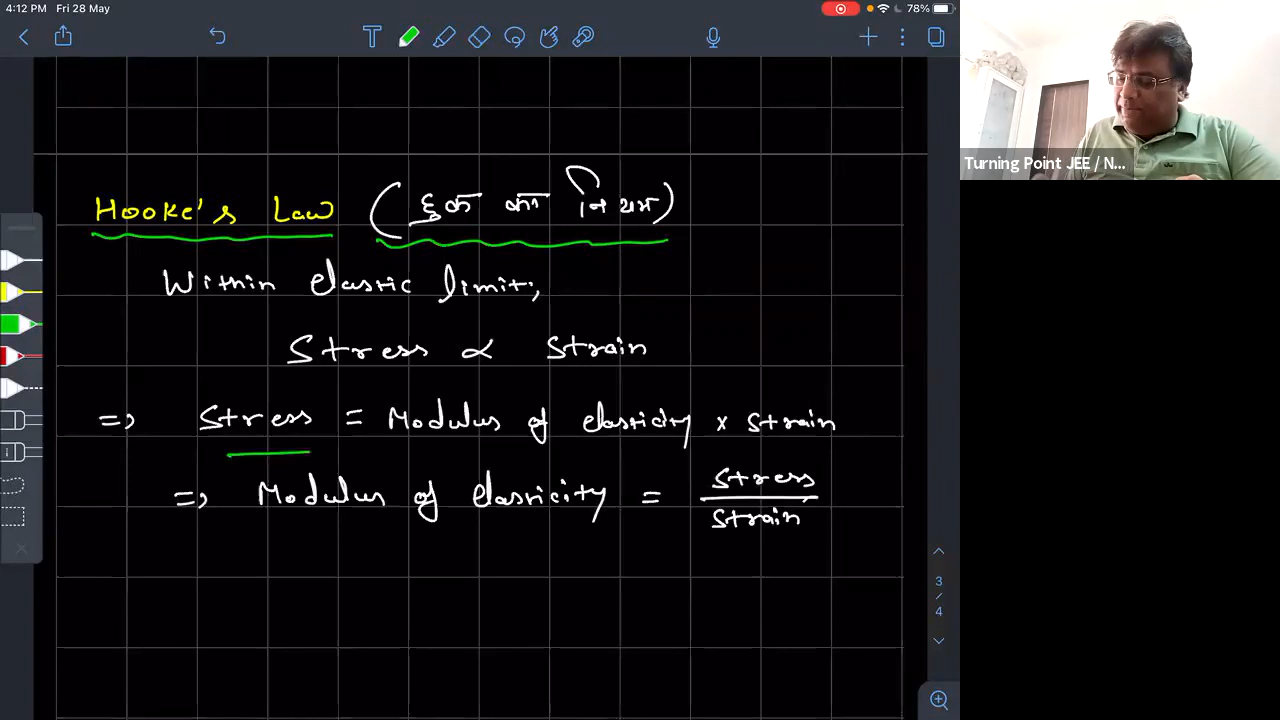 4:12 PM Fri 28 May
78%
Turning Point JEE / N...
Hooke's Law (हुक का नियम)
Within elastic limit,
Stress ∝ Strain
=> Stress = Modulus of elasticity x strain
=> Modulus of elasticity = Stress / Strain
3 / 4